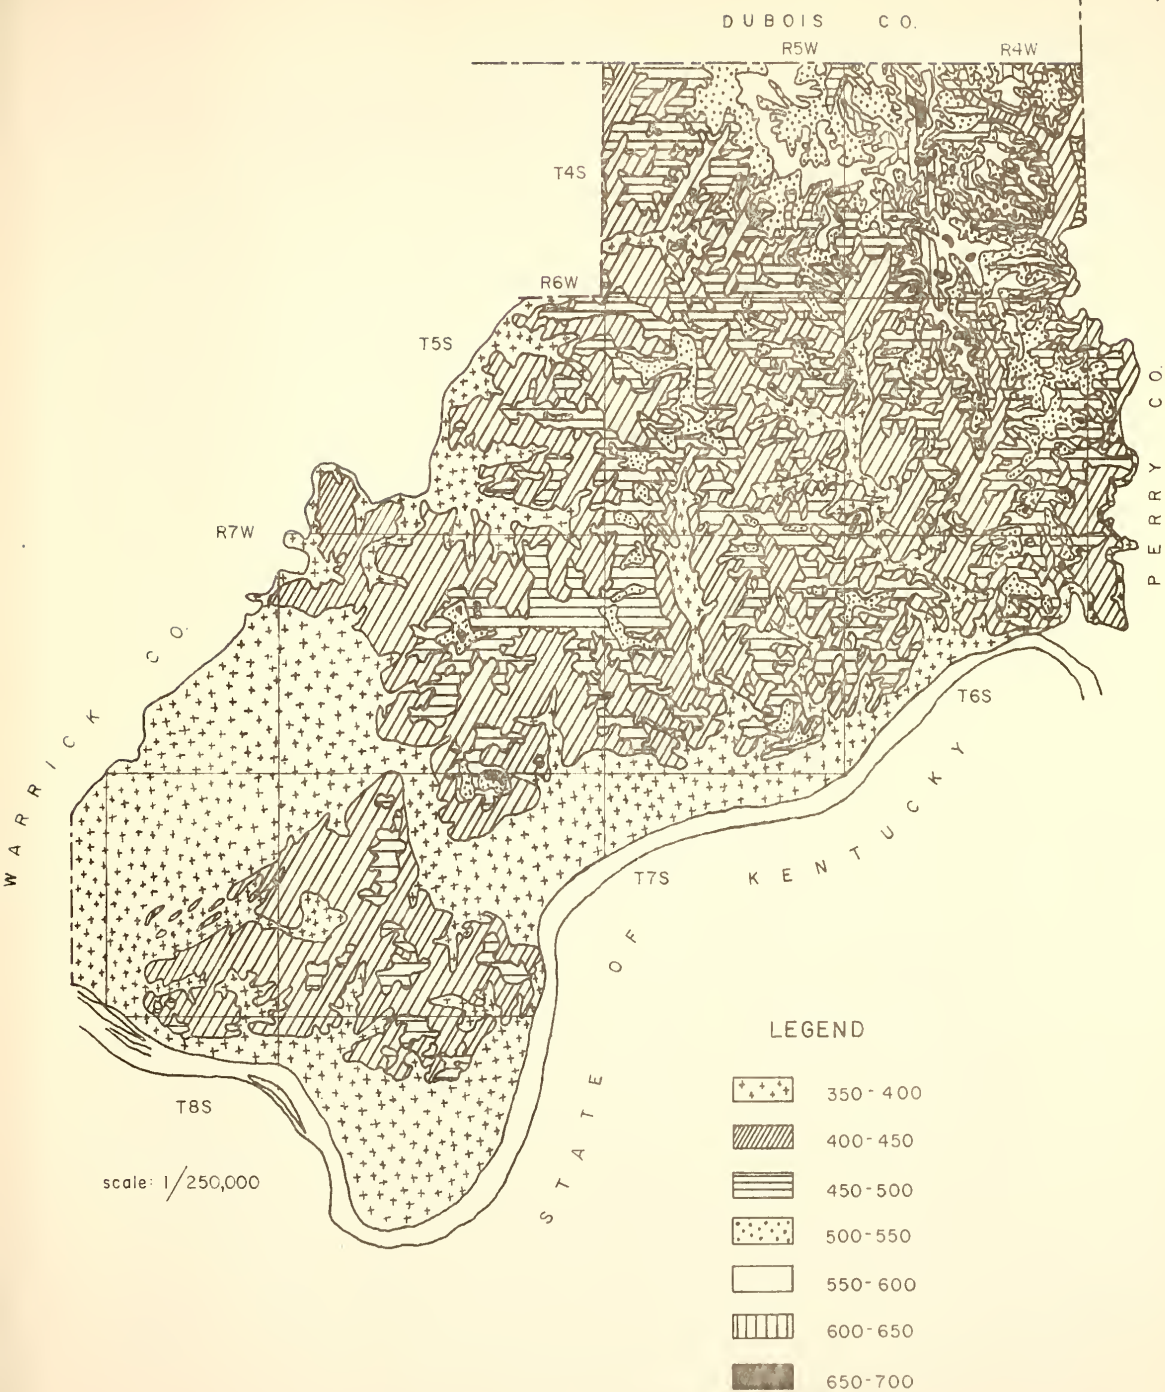 DUBOIS CO.
R5W R4W
T4S
R6W
T5S
PERRY CO.
R7W
WARRICK CO.
T6S
T7S
STATE OF KENTUCKY
LEGEND
350-400
T8S
400-450
scale: 1/250,000
450-500
500-550
550-600
600-650
650-700